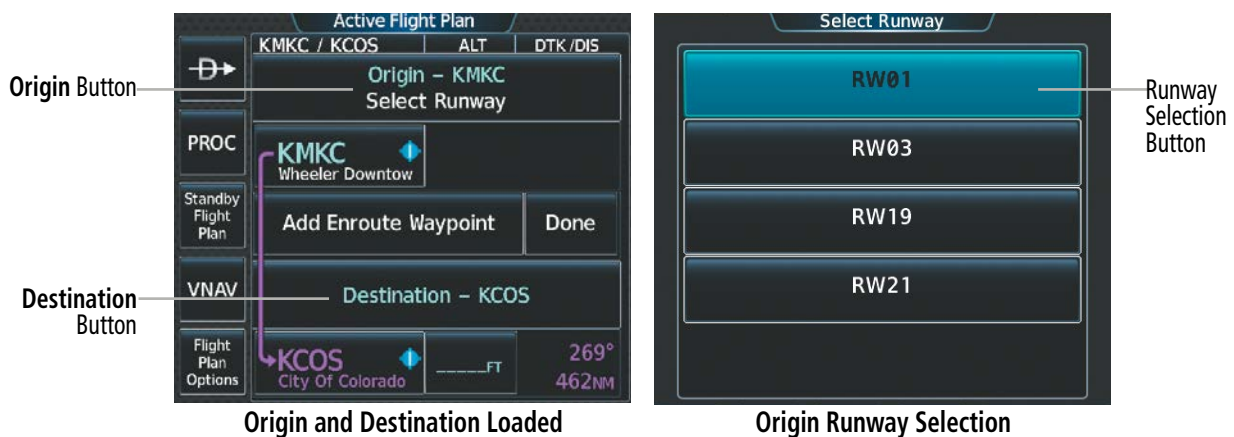 Active Flight Plan
KMKC / KCOS ALT DTK/DIS
Origin Button
Origin – KMKC
Select Runway
PROC
KMKC
Wheeler Downtow
Standby
Flight
Plan
Add Enroute Waypoint
Done
VNAV
Destination
Button
Destination – KCOS
Flight
Plan
Options
KCOS
City Of Colorado
_____FT
269°
462NM
Origin and Destination Loaded
Select Runway
RW01
RW03
RW19
RW21
Runway
Selection
Button
Origin Runway Selection